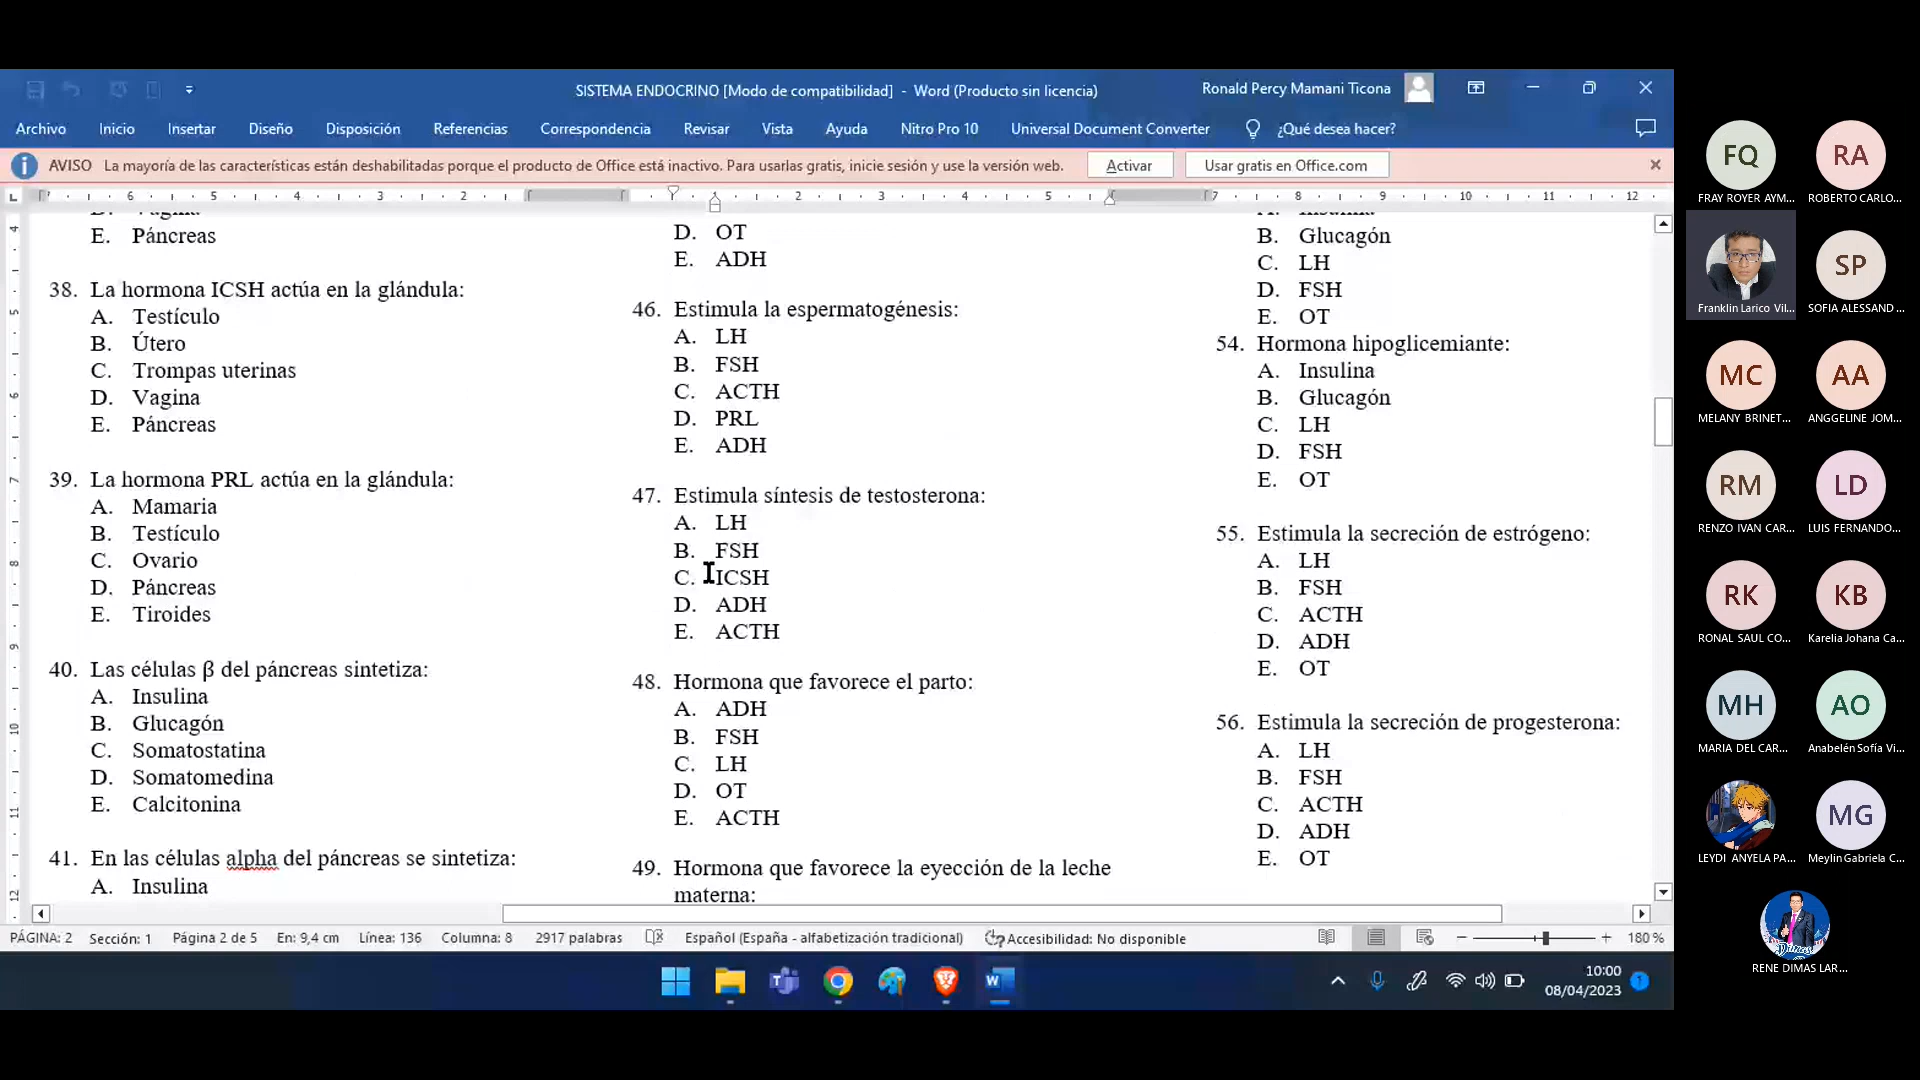 SISTEMA ENDOCRINO [Modo de compatibilidad] - Word (Producto sin licencia)
Ronald Percy Mamani Ticona
Archivo Inicio Insertar Diseño Disposición Referencias Correspondencia Revisar Vista Ayuda Nitro Pro 10 Universal Document Converter ¿Qué desea hacer?
AVISO La mayoría de las características están deshabilitadas porque el producto de Office está inactivo. Para usarlas gratis, inicie sesión y use la versión web. Activar Usar gratis en Office.com
E. Páncreas
38. La hormona ICSH actúa en la glándula:
A. Testículo
B. Útero
C. Trompas uterinas
D. Vagina
E. Páncreas
39. La hormona PRL actúa en la glándula:
A. Mamaria
B. Testículo
C. Ovario
D. Páncreas
E. Tiroides
40. Las células β del páncreas sintetiza:
A. Insulina
B. Glucagón
C. Somatostatina
D. Somatomedina
E. Calcitonina
41. En las células alpha del páncreas se sintetiza:
A. Insulina
D. OT
E. ADH
46. Estimula la espermatogénesis:
A. LH
B. FSH
C. ACTH
D. PRL
E. ADH
47. Estimula síntesis de testosterona:
A. LH
B. FSH
C. ICSH
D. ADH
E. ACTH
48. Hormona que favorece el parto:
A. ADH
B. FSH
C. LH
D. OT
E. ACTH
49. Hormona que favorece la eyección de la leche
materna:
B. Glucagón
C. LH
D. FSH
E. OT
54. Hormona hipoglicemiante:
A. Insulina
B. Glucagón
C. LH
D. FSH
E. OT
55. Estimula la secreción de estrógeno:
A. LH
B. FSH
C. ACTH
D. ADH
E. OT
56. Estimula la secreción de progesterona:
A. LH
B. FSH
C. ACTH
D. ADH
E. OT
PÁGINA: 2 Sección: 1 Página 2 de 5 En: 9,4 cm Línea: 136 Columna: 8 2917 palabras Español (España - alfabetización tradicional) Accesibilidad: No disponible 180 %
10:00
08/04/2023
FQ RA
FRAY ROYER AYM... ROBERTO CARLO...
SP
Franklin Larico Vil... SOFIA ALESSAND...
MC AA
MELANY BRINET... ANGGELINE JOM...
RM LD
RENZO IVAN CAR... LUIS FERNANDO...
RK KB
RONAL SAUL CO... Karelia Johana Ca...
MH AO
MARIA DEL CAR... Anabelén Sofía Vi...
MG
LEYDI ANYELA PA... Meylin Gabriela C...
RENE DIMAS LAR...